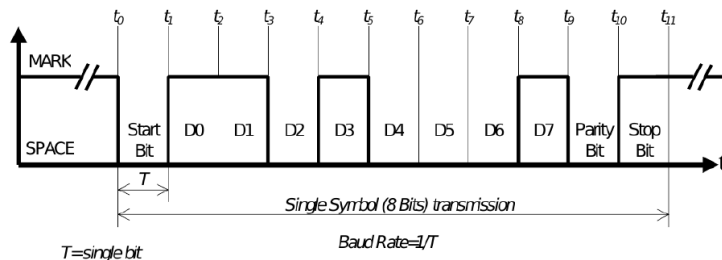 t0 t1 t2 t3 t4 t5 t6 t7 t8 t9 t10 t11
MARK
Start Bit D0 D1 D2 D3 D4 D5 D6 D7 Parity Bit Stop Bit
SPACE
t
T
Single Symbol (8 Bits) transmission
Baud Rate=1/T
T=single bit